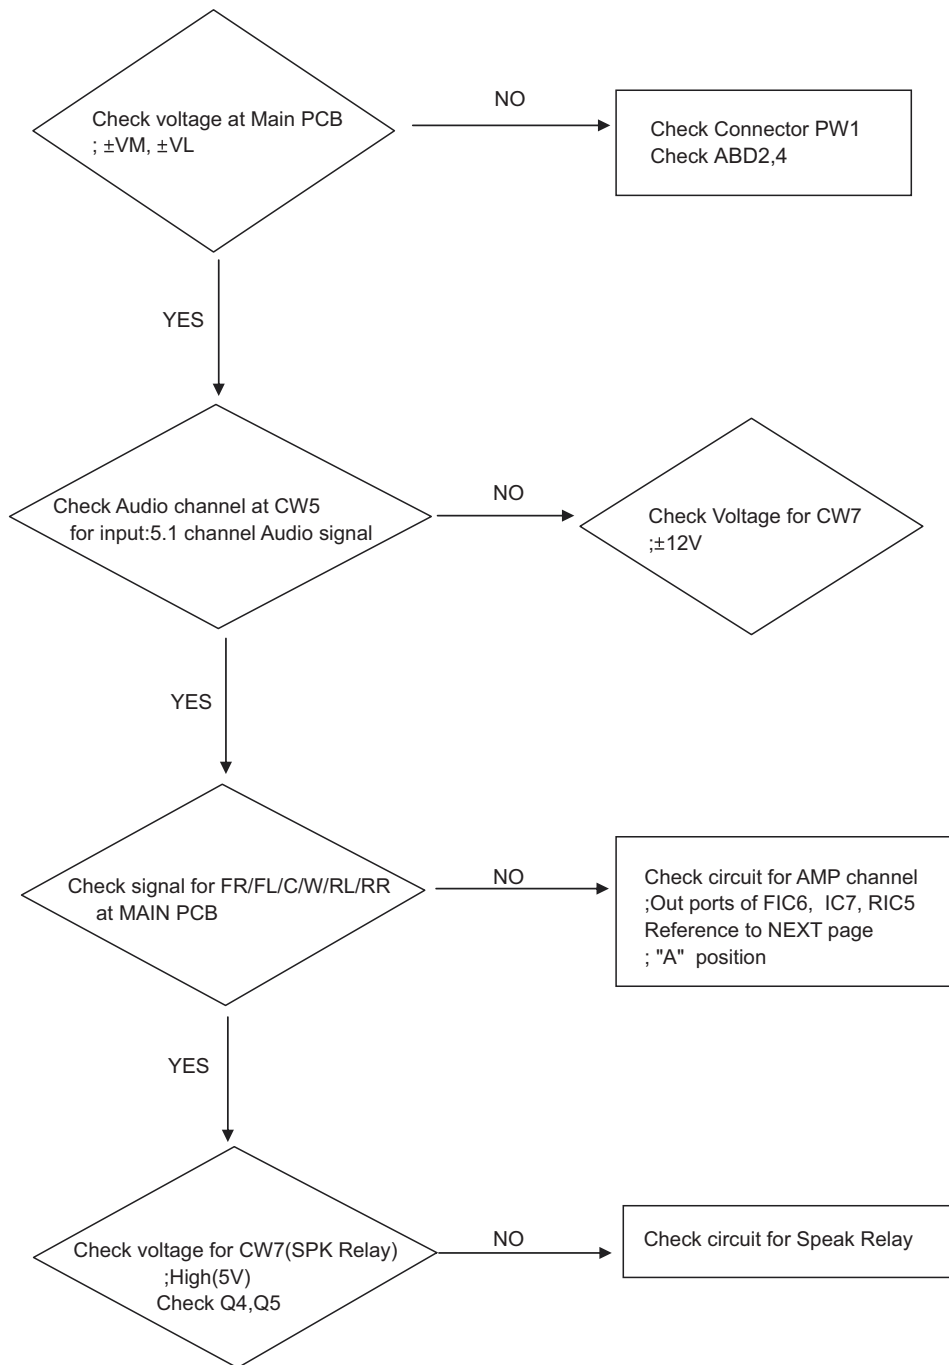 Check voltage at Main PCB
; ±VM, ±VL
NO
Check Connector PW1
Check ABD2,4
YES
Check Audio channel at CW5
for input:5.1 channel Audio signal
NO
Check Voltage for CW7
;±12V
YES
Check signal for FR/FL/C/W/RL/RR
at MAIN PCB
NO
Check circuit for AMP channel
;Out ports of FIC6, IC7, RIC5
Reference to NEXT page
; "A" position
YES
Check voltage for CW7(SPK Relay)
;High(5V)
Check Q4,Q5
NO
Check circuit for Speak Relay